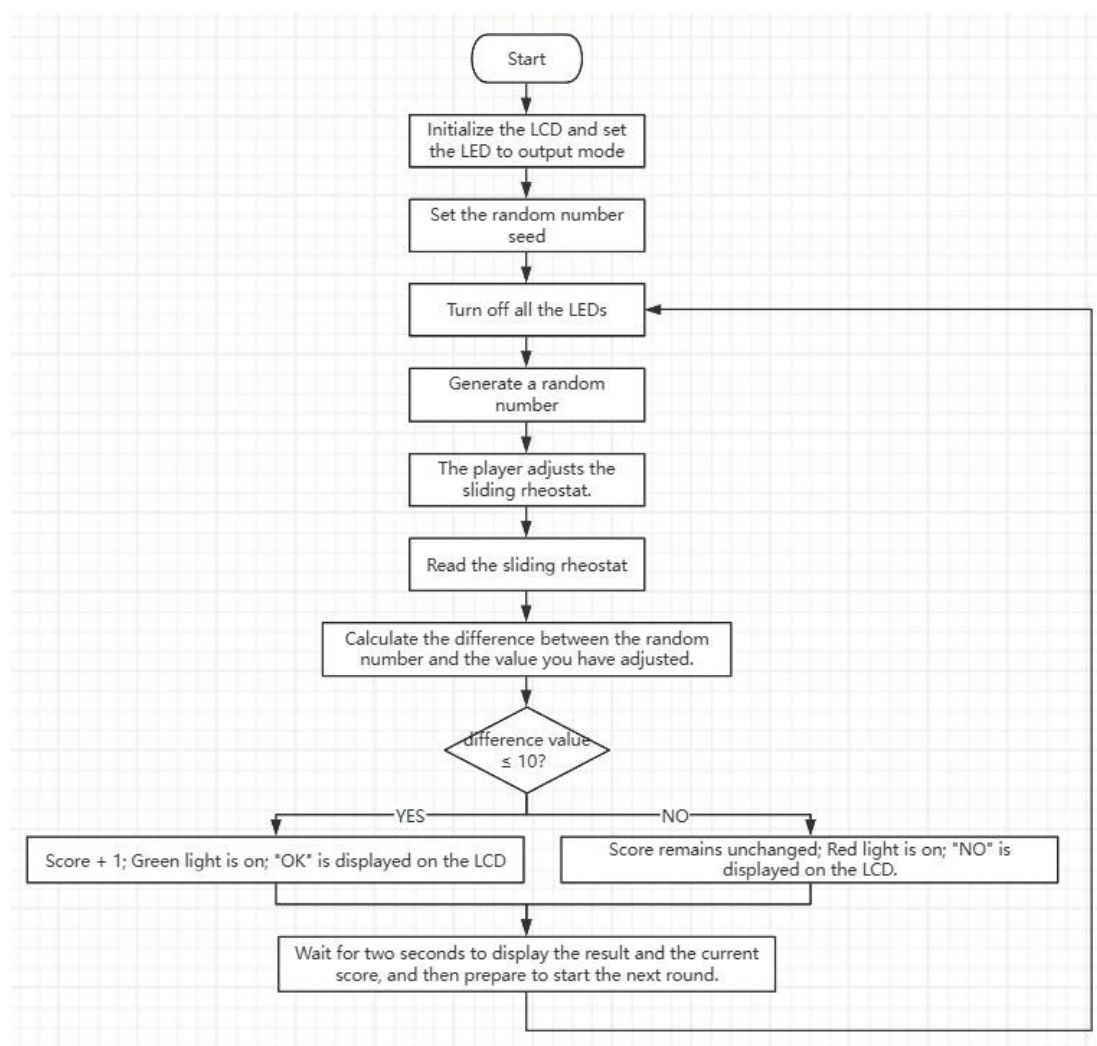 Start
Initialize the LCD and set
the LED to output mode
Set the random number
seed
Turn off all the LEDs
Generate a random
number
The player adjusts the
sliding rheostat.
Read the sliding rheostat
Calculate the difference between the random
number and the value you have adjusted.
difference value
≤ 10?
YES
NO
Score + 1; Green light is on; "OK" is displayed on the LCD
Score remains unchanged; Red light is on; "NO" is
displayed on the LCD.
Wait for two seconds to display the result and the current
score, and then prepare to start the next round.